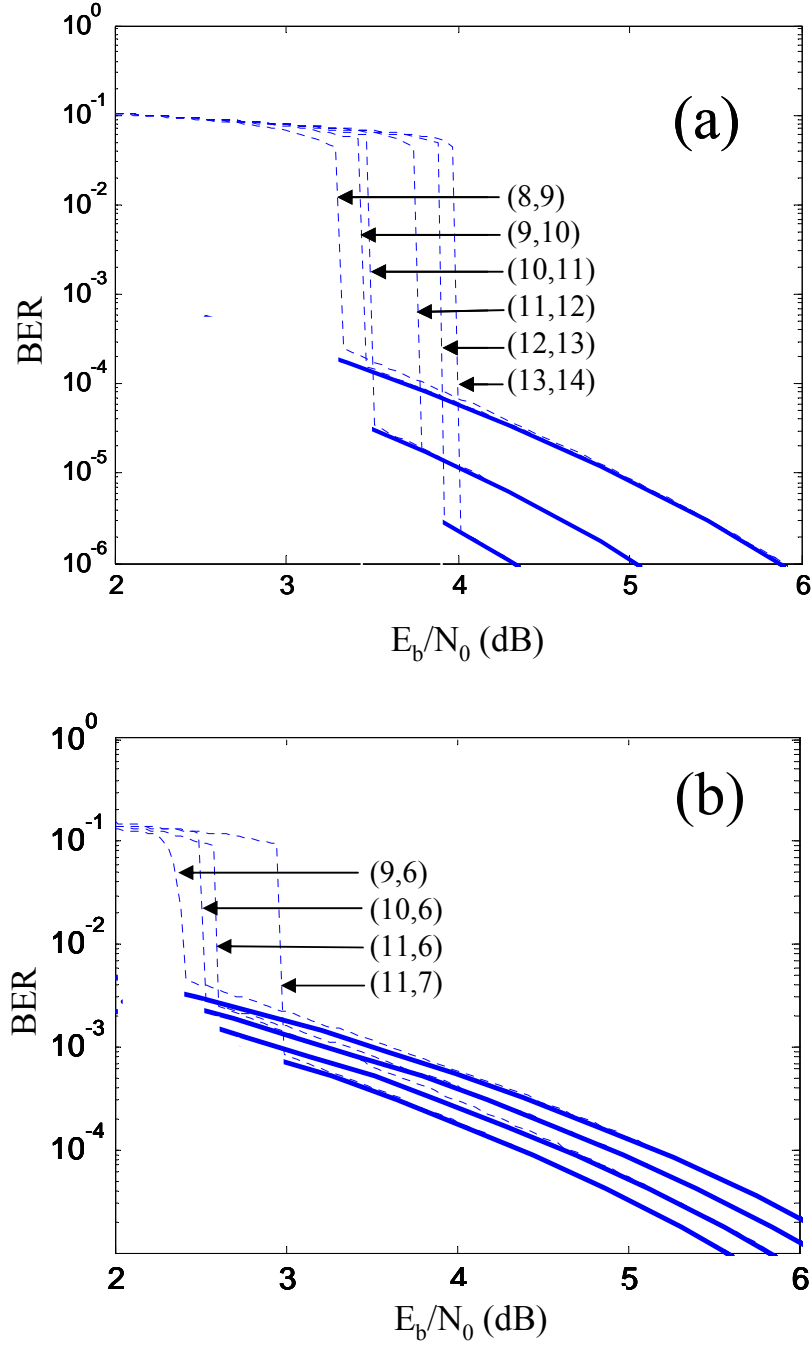 (a)
10^-1
10^-2
10^-3
10^-4
10^-5
10^-6
BER
(8,9)
(9,10)
(10,11)
(11,12)
(12,13)
(13,14)
2 3 4 5 6
E_b/N_0 (dB)
(b)
10^0
10^-1
10^-2
10^-3
10^-4
BER
(9,6)
(10,6)
(11,6)
(11,7)
2 3 4 5 6
E_b/N_0 (dB)